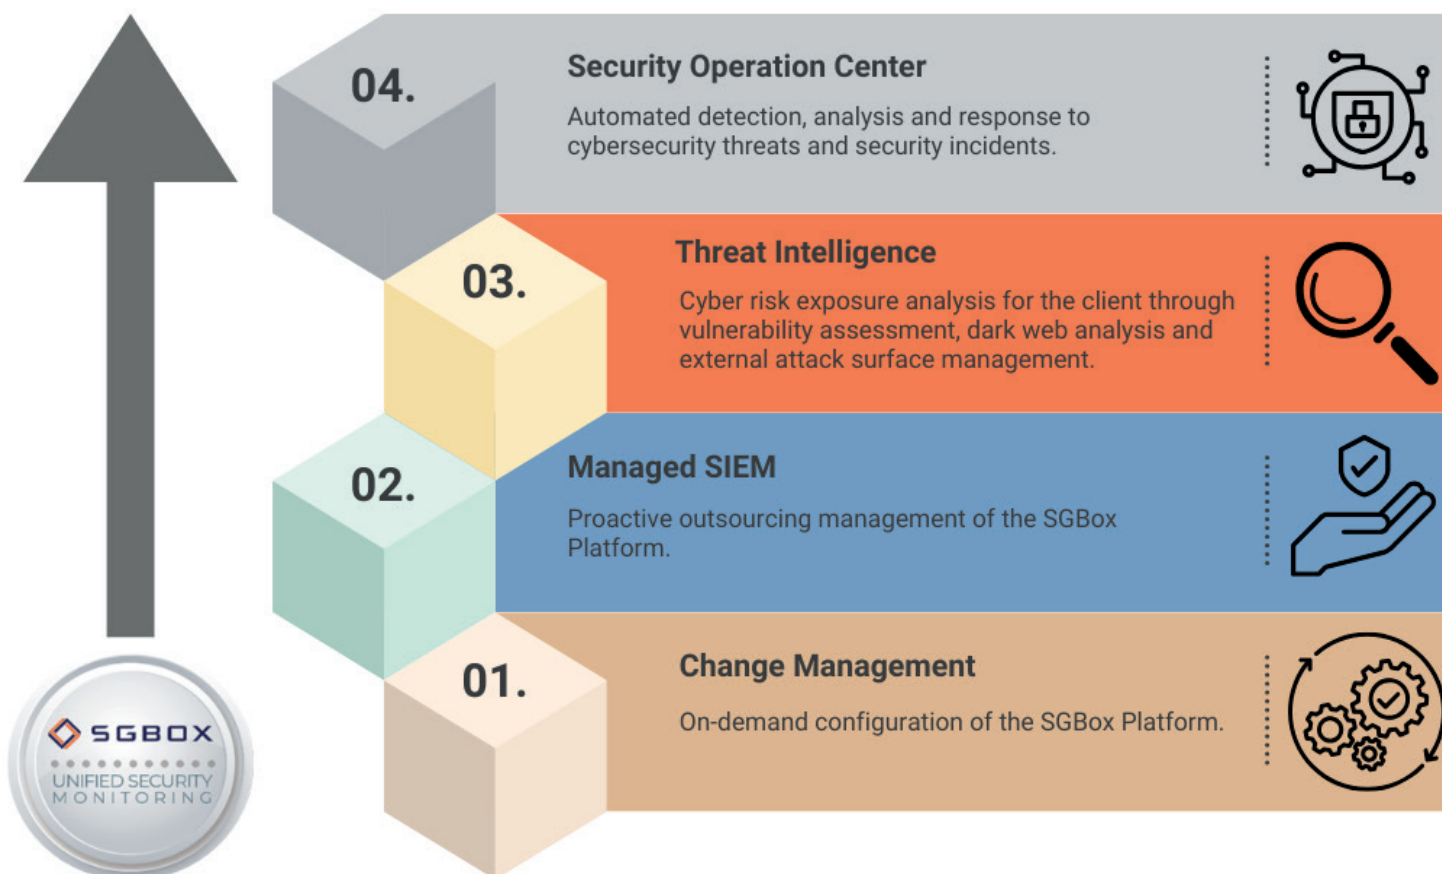 04.
Security Operation Center
Automated detection, analysis and response to
cybersecurity threats and security incidents.
03.
Threat Intelligence
Cyber risk exposure analysis for the client through
vulnerability assessment, dark web analysis and
external attack surface management.
02.
Managed SIEM
Proactive outsourcing management of the SGBox
Platform.
01.
Change Management
On-demand configuration of the SGBox Platform.
SGBOX
UNIFIED SECURITY
MONITORING